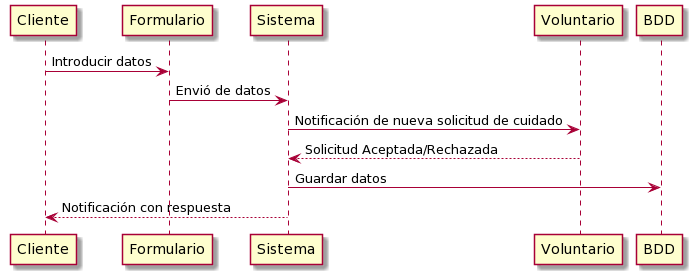 Cliente Formulario Sistema Voluntario BDD
Introducir datos
Envió de datos
Notificación de nueva solicitud de cuidado
Solicitud Aceptada/Rechazada
Guardar datos
Notificación con respuesta
Cliente Formulario Sistema Voluntario BDD